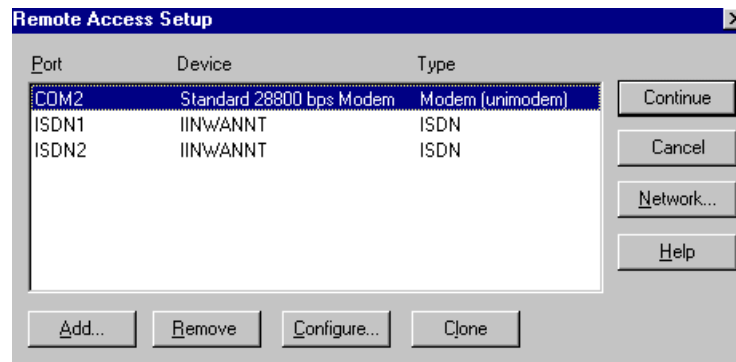 Remote Access Setup
Port Device Type
COM2 Standard 28800 bps Modem Modem (unimodem)
ISDN1 IINWANNT ISDN
ISDN2 IINWANNT ISDN
Continue
Cancel
Network...
Help
Add... Remove Configure... Clone